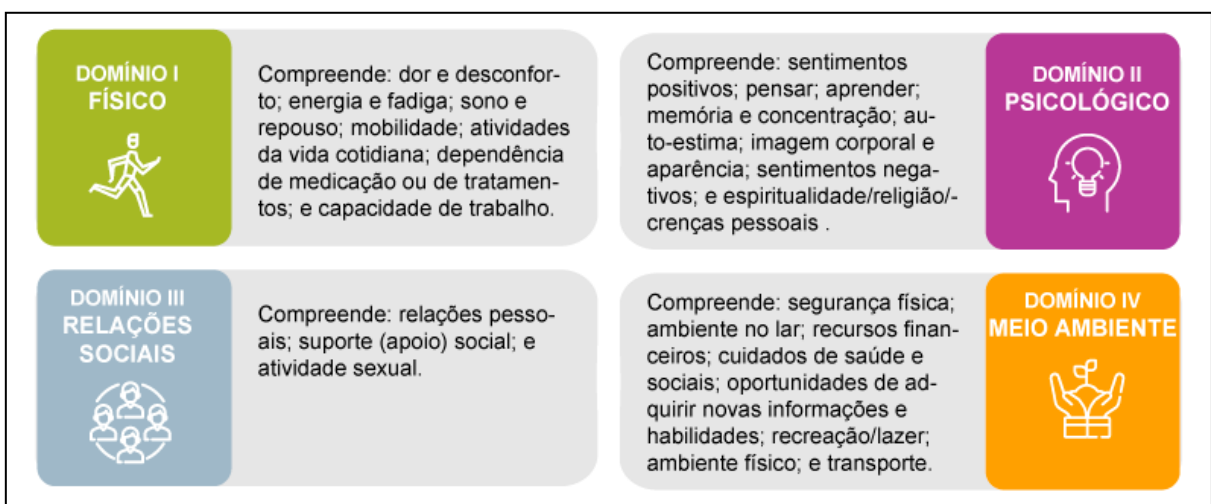 DOMÍNIO I
FÍSICO
Compreende: dor e desconfor-
to; energia e fadiga; sono e
repouso; mobilidade; atividades
da vida cotidiana; dependência
de medicação ou de tratamen-
tos; e capacidade de trabalho.
Compreende: sentimentos
positivos; pensar; aprender;
memória e concentração; au-
to-estima; imagem corporal e
aparência; sentimentos nega-
tivos; e espiritualidade/religião/-
crenças pessoais .
DOMÍNIO II
PSICOLÓGICO
DOMÍNIO III
RELAÇÕES
SOCIAIS
Compreende: relações pesso-
ais; suporte (apoio) social; e
atividade sexual.
Compreende: segurança física;
ambiente no lar; recursos finan-
ceiros; cuidados de saúde e
sociais; oportunidades de ad-
quirir novas informações e
habilidades; recreação/lazer;
ambiente físico; e transporte.
DOMÍNIO IV
MEIO AMBIENTE